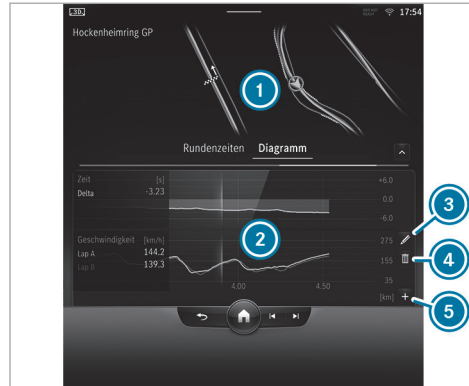 3D
17:54
Hockenheimring GP
1
Rundenzeiten Diagramm
Zeit [s]
Delta -3.23
+6.0
0.0
-6.0
Geschwindigkeit [km/h]
Lap A 144.2
Lap B 139.3
275
155
35
4.00 4.50
[km]
2
3
4
5